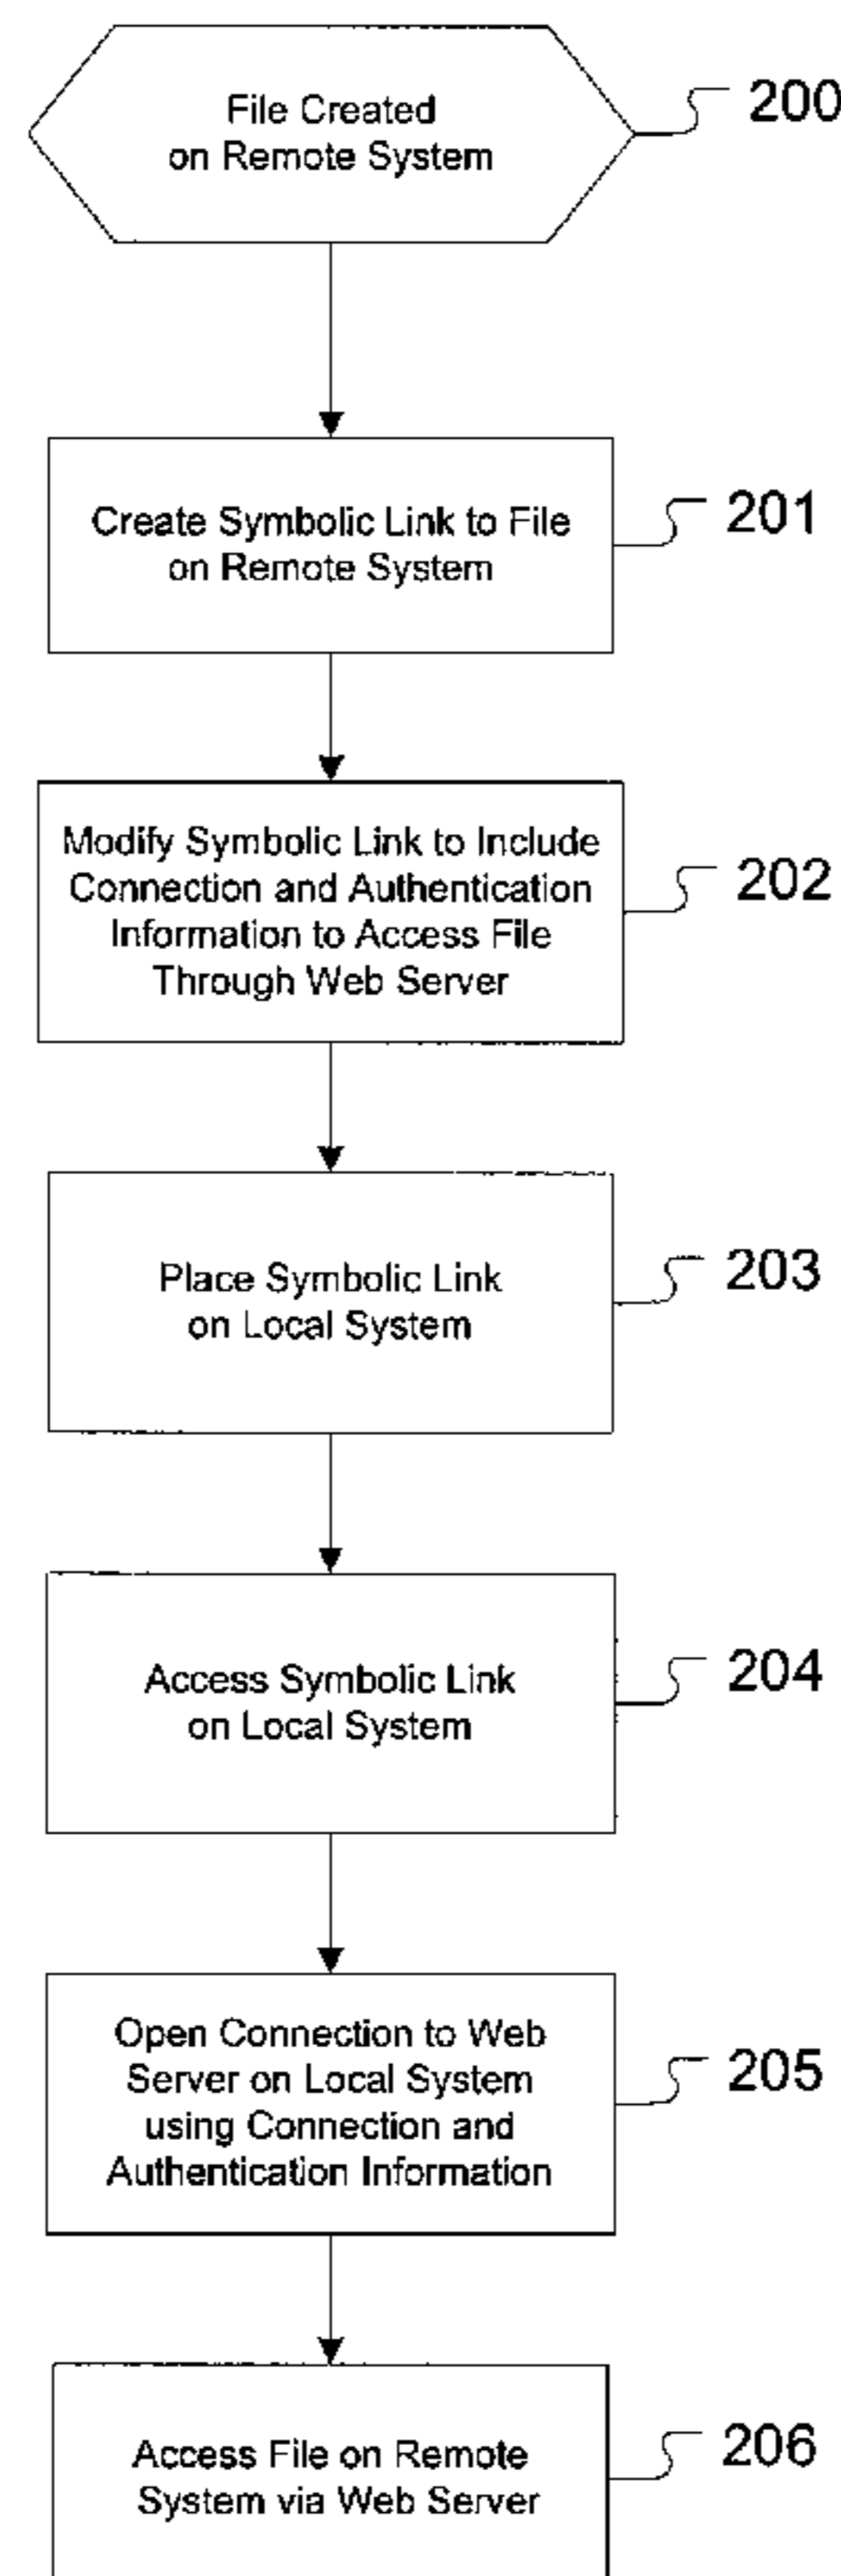 File Created
on Remote System
200
Create Symbolic Link to File
on Remote System
201
Modify Symbolic Link to Include
Connection and Authentication
Information to Access File
Through Web Server
202
Place Symbolic Link
on Local System
203
Access Symbolic Link
on Local System
204
Open Connection to Web
Server on Local System
using Connection and
Authentication Information
205
Access File on Remote
System via Web Server
206